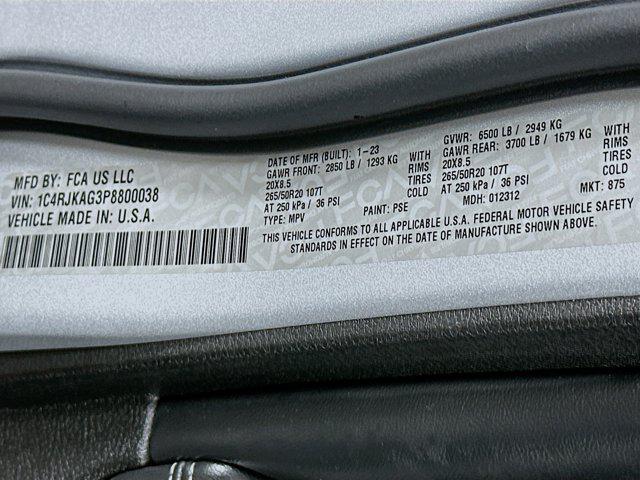 MFD BY: FCA US LLC
VIN: 1C4RJKAG3P8800038
VEHICLE MADE IN U.S.A.
DATE OF MFR (BUILT): 1-23
GAWR FRONT: 2850 LB / 1293 KG WITH
20X8.5 RIMS
265/50R20 107T TIRES
AT 250 kPa / 36 PSI COLD
TYPE: MPV PAINT: PSE
GVWR: 6500 LB / 2949 KG
GAWR REAR: 3700 LB / 1679 KG WITH
20X8.5 RIMS
265/50R20 107T TIRES
AT 250 kPa / 36 PSI COLD
MDH: 012312 MKT: 875
THIS VEHICLE CONFORMS TO ALL APPLICABLE U.S.A. FEDERAL MOTOR VEHICLE SAFETY
STANDARDS IN EFFECT ON THE DATE OF MANUFACTURE SHOWN ABOVE.